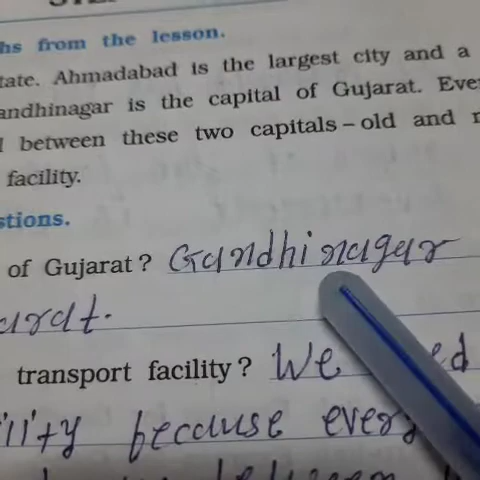 hs from the lesson.
tate. Ahmadabad is the largest city and a
andhinagar is the capital of Gujarat. Eve
l between these two capitals – old and
facility.
stions.
of Gujarat? Gandhinagar
arat.
transport facility? We
because every